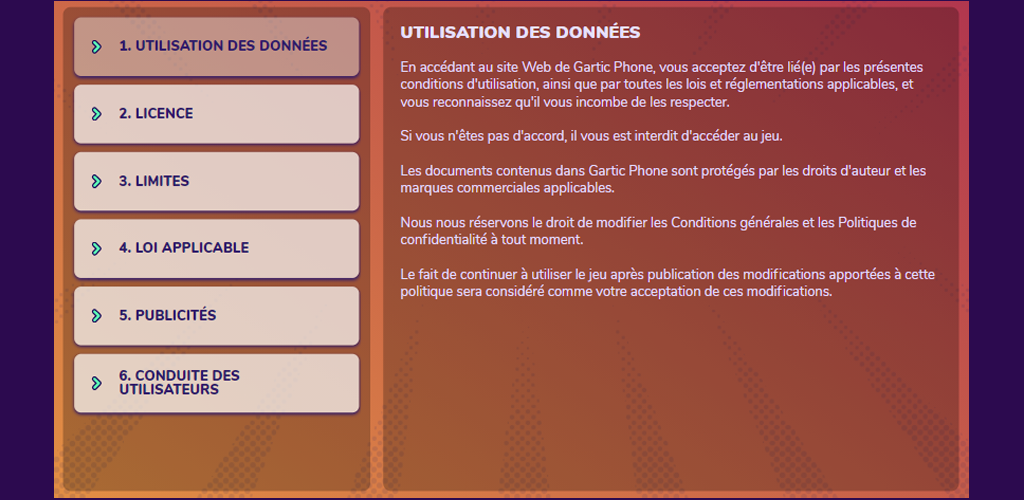 1. UTILISATION DES DONNÉES
2. LICENCE
3. LIMITES
4. LOI APPLICABLE
5. PUBLICITÉS
6. CONDUITE DES
UTILISATEURS
UTILISATION DES DONNÉES
En accédant au site Web de Gartic Phone, vous acceptez d'être lié(e) par les présentes
conditions d'utilisation, ainsi que par toutes les lois et réglementations applicables, et
vous reconnaissez qu'il vous incombe de les respecter.
Si vous n'êtes pas d'accord, il vous est interdit d'accéder au jeu.
Les documents contenus dans Gartic Phone sont protégés par les droits d'auteur et les
marques commerciales applicables.
Nous nous réservons le droit de modifier les Conditions générales et les Politiques de
confidentialité à tout moment.
Le fait de continuer à utiliser le jeu après publication des modifications apportées à cette
politique sera considéré comme votre acceptation de ces modifications.